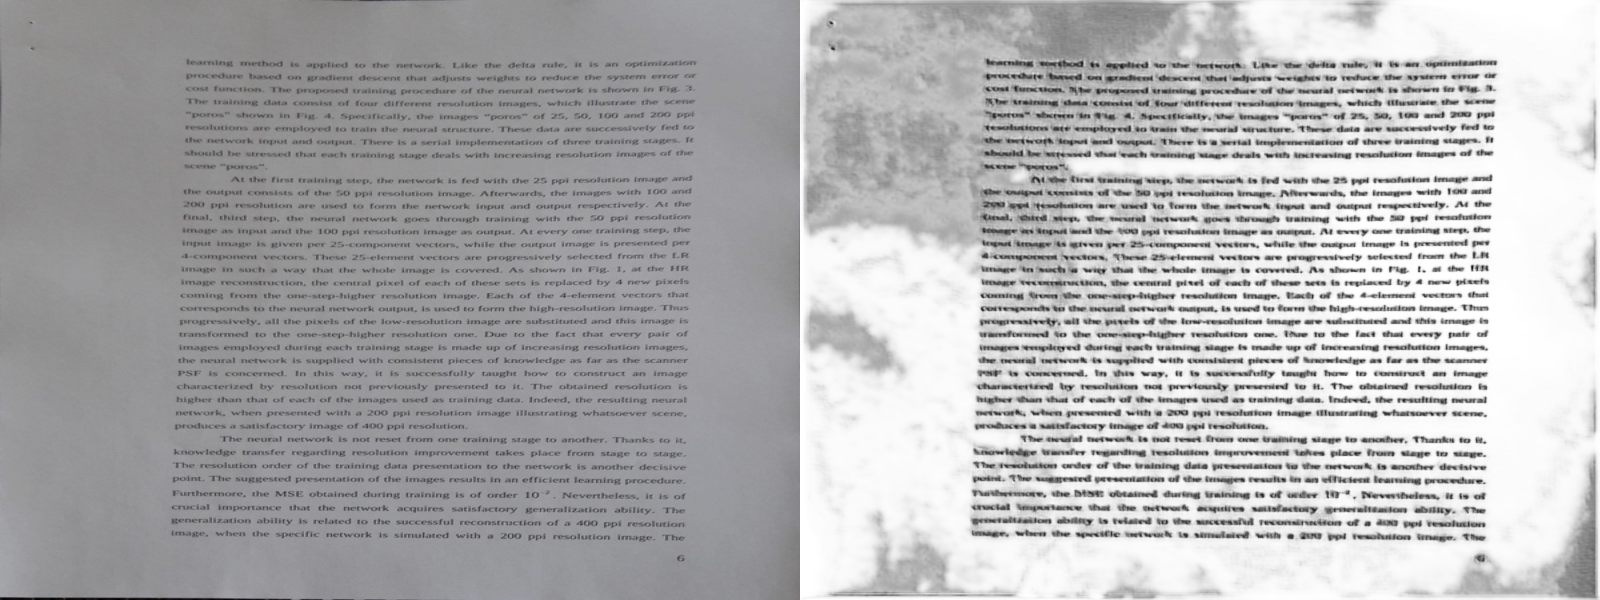 learning method is applied to the network. Like the delta rule, it is an optimization
procedure based on gradient descent that adjusts weights to reduce the system error or
cost function. The proposed training procedure of the neural network is shown in Fig. 3.
The training data consist of four different resolution images, which illustrate the scene
"poros" shown in Fig. 4. Specifically, the images "poros" of 25, 50, 100 and 200 ppi
resolutions are employed to train the neural structure. These data are successively fed to
the network input and output. There is a serial implementation of three training stages. It
should be stressed that each training stage deals with increasing resolution images of the
scene "poros".
At the first training step, the network is fed with the 25 ppi resolution image and
the output consists of the 50 ppi resolution image. Afterwards, the images with 100 and
200 ppi resolution are used to form the network input and output respectively. At the
final, third step, the neural network goes through training with the 50 ppi resolution
image as input and the 100 ppi resolution image as output. At every one training step, the
input image is given per 25-component vectors, while the output image is presented per
4-component vectors. These 25-element vectors are progressively selected from the LR
image in such a way that the whole image is covered. As shown in Fig. 1, at the HR
image reconstruction, the central pixel of each of these sets is replaced by 4 new pixels
coming from the one-step-higher resolution image. Each of the 4-element vectors that
corresponds to the neural network output, is used to form the high-resolution image. Thus
progressively, all the pixels of the low-resolution image are substituted and this image is
transformed to the one-step-higher resolution one. Due to the fact that every pair of
images employed during each training stage is made up of increasing resolution images,
the neural network is supplied with consistent pieces of knowledge as far as the scanner
PSF is concerned. In this way, it is successfully taught how to construct an image
characterized by resolution not previously presented to it. The obtained resolution is
higher than that of each of the images used as training data. Indeed, the resulting neural
network, when presented with a 200 ppi resolution image illustrating whatsoever scene,
produces a satisfactory image of 400 ppi resolution.
The neural network is not reset from one training stage to another. Thanks to it,
knowledge transfer regarding resolution improvement takes place from stage to stage.
The resolution order of the training data presentation to the network is another decisive
point. The suggested presentation of the images results in an efficient learning procedure.
Furthermore, the MSE obtained during training is of order 10⁻². Nevertheless, it is of
crucial importance that the network acquires satisfactory generalization ability. The
generalization ability is related to the successful reconstruction of a 400 ppi resolution
image, when the specific network is simulated with a 200 ppi resolution image. The
6
learning method is applied to the network. Like the delta rule, it is an optimization
procedure based on gradient descent that adjusts weights to reduce the system error or
cost function. The proposed training procedure of the neural network is shown in Fig. 3.
The training data consist of four different resolution images, which illustrate the scene
"poros" shown in Fig. 4. Specifically, the images "poros" of 25, 50, 100 and 200 ppi
resolutions are employed to train the neural structure. These data are successively fed to
the network input and output. There is a serial implementation of three training stages. It
should be stressed that each training stage deals with increasing resolution images of the
scene "poros".
At the first training step, the network is fed with the 25 ppi resolution image and
the output consists of the 50 ppi resolution image. Afterwards, the images with 100 and
200 ppi resolution are used to form the network input and output respectively. At the
final, third step, the neural network goes through training with the 50 ppi resolution
image as input and the 100 ppi resolution image as output. At every one training step, the
input image is given per 25-component vectors, while the output image is presented per
4-component vectors. These 25-element vectors are progressively selected from the LR
image in such a way that the whole image is covered. As shown in Fig. 1, at the HR
image reconstruction, the central pixel of each of these sets is replaced by 4 new pixels
coming from the one-step-higher resolution image. Each of the 4-element vectors that
corresponds to the neural network output, is used to form the high-resolution image. Thus
progressively, all the pixels of the low-resolution image are substituted and this image is
transformed to the one-step-higher resolution one. Due to the fact that every pair of
images employed during each training stage is made up of increasing resolution images,
the neural network is supplied with consistent pieces of knowledge as far as the scanner
PSF is concerned. In this way, it is successfully taught how to construct an image
characterized by resolution not previously presented to it. The obtained resolution is
higher than that of each of the images used as training data. Indeed, the resulting neural
network, when presented with a 200 ppi resolution image illustrating whatsoever scene,
produces a satisfactory image of 400 ppi resolution.
The neural network is not reset from one training stage to another. Thanks to it,
knowledge transfer regarding resolution improvement takes place from stage to stage.
The resolution order of the training data presentation to the network is another decisive
point. The suggested presentation of the images results in an efficient learning procedure.
Furthermore, the MSE obtained during training is of order Nevertheless, it is of
crucial importance that the network acquires satisfactory generalization ability. The
generalization ability is related to the successful reconstruction of a 400 ppi resolution
image, when the specific network is simulated with a 200 ppi resolution image. The
6